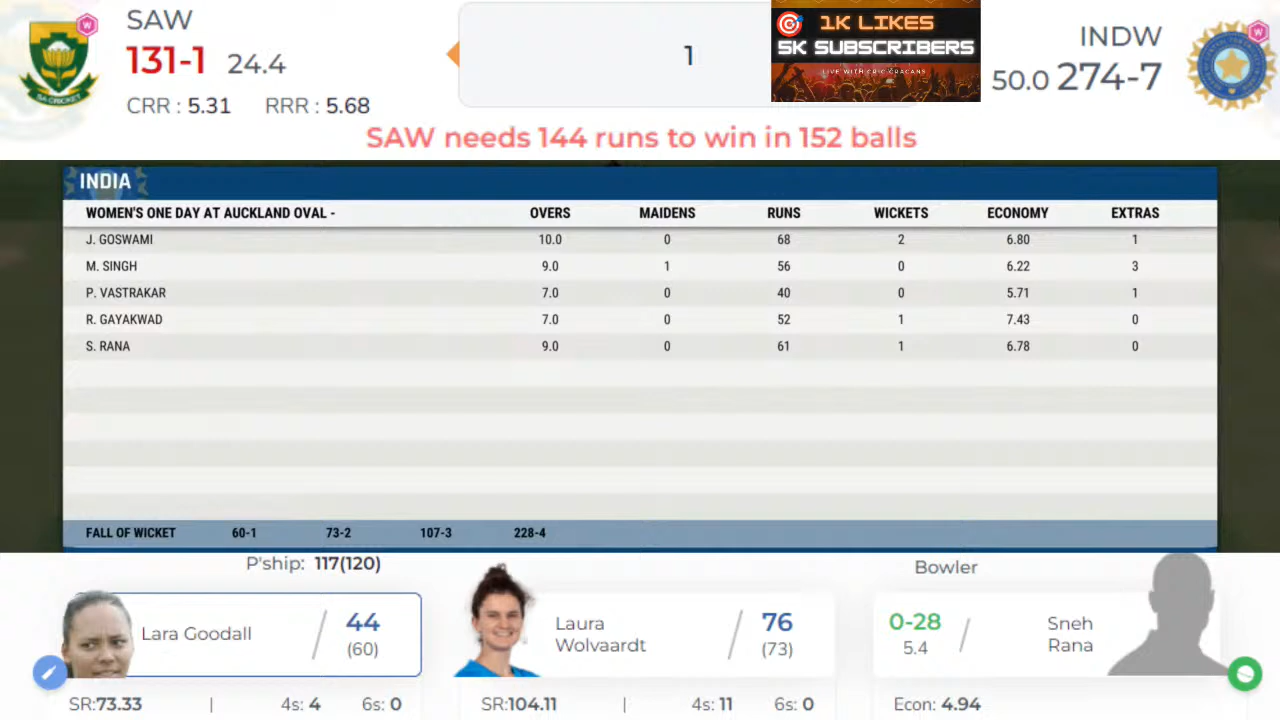 SAW
131-1 24.4
CRR : 5.31 RRR : 5.68
1
1K LIKES
5K SUBSCRIBERS
LIVE WITH CRIC CRACANS
INDW
50.0 274-7
SA CRICKET
W
W
SAW needs 144 runs to win in 152 balls
INDIA
WOMEN'S ONE DAY AT AUCKLAND OVAL - OVERS MAIDENS RUNS WICKETS ECONOMY EXTRAS
J. GOSWAMI 10.0 0 68 2 6.80 1
M. SINGH 9.0 1 56 0 6.22 3
P. VASTRAKAR 7.0 0 40 0 5.71 1
R. GAYAKWAD 7.0 0 52 1 7.43 0
S. RANA 9.0 0 61 1 6.78 0
FALL OF WICKET 60-1 73-2 107-3 228-4
P'ship: 117(120)
Bowler
Lara Goodall / 44
(60)
Laura
Wolvaardt / 76
(73)
0-28
5.4 / Sneh
Rana
SR:73.33 | 4s: 4 6s: 0
SR:104.11 | 4s: 11 6s: 0
Econ: 4.94